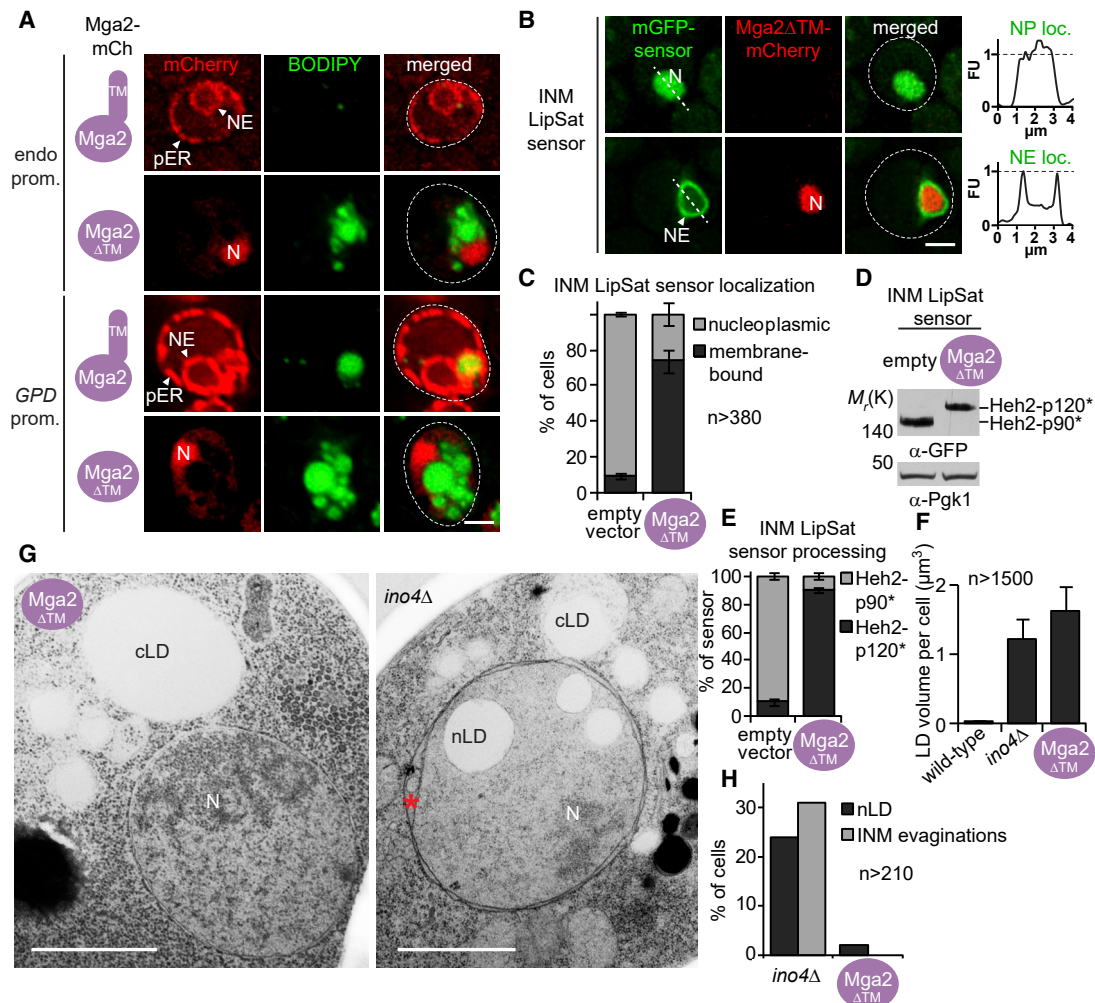 A
Mga2-
mCh
mCherry
BODIPY
merged
TM
Mga2
NE
pER
endo
prom.
Mga2
ΔTM
N
TM
Mga2
NE
pER
GPD
prom.
Mga2
ΔTM
N
B
mGFP-
sensor
Mga2ΔTM-
mCherry
merged
INM
LipSat
sensor
N
NE
N
NP loc.
1
FU
0
0 1 2 3 4
µm
NE loc.
1
FU
0
0 1 2 3 4
µm
C
INM LipSat sensor localization
% of cells
80
60
40
20
0
nucleoplasmic
membrane-
bound
n>380
empty
vector
Mga2
ΔTM
D
INM LipSat
sensor
empty
Mga2
ΔTM
Mr(K)
140
Heh2-p120*
Heh2-p90*
α-GFP
50
α-Pgk1
E
INM LipSat
sensor processing
% of sensor
100
80
60
40
20
0
Heh2-
p90*
Heh2-
p120*
empty
vector
Mga2
ΔTM
F
LD volume per cell (µm³)
n>1500
2
1
0
wild-type
ino4Δ
Mga2
ΔTM
G
Mga2
ΔTM
cLD
N
ino4Δ
cLD
nLD
*
N
H
% of cells
30
20
10
0
nLD
INM evaginations
n>210
ino4Δ
Mga2
ΔTM